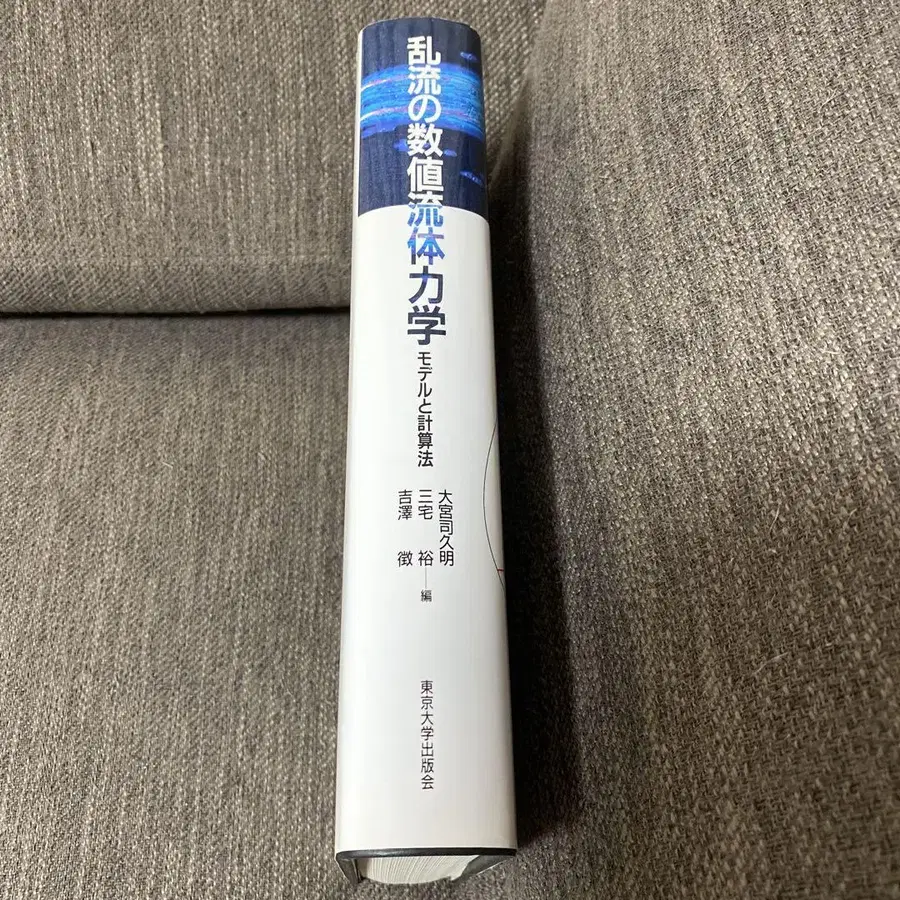 乱流の数値流体力学
モデルと計算法
大宮司久明
三宅 裕
吉澤 徴
編
東京大学出版会